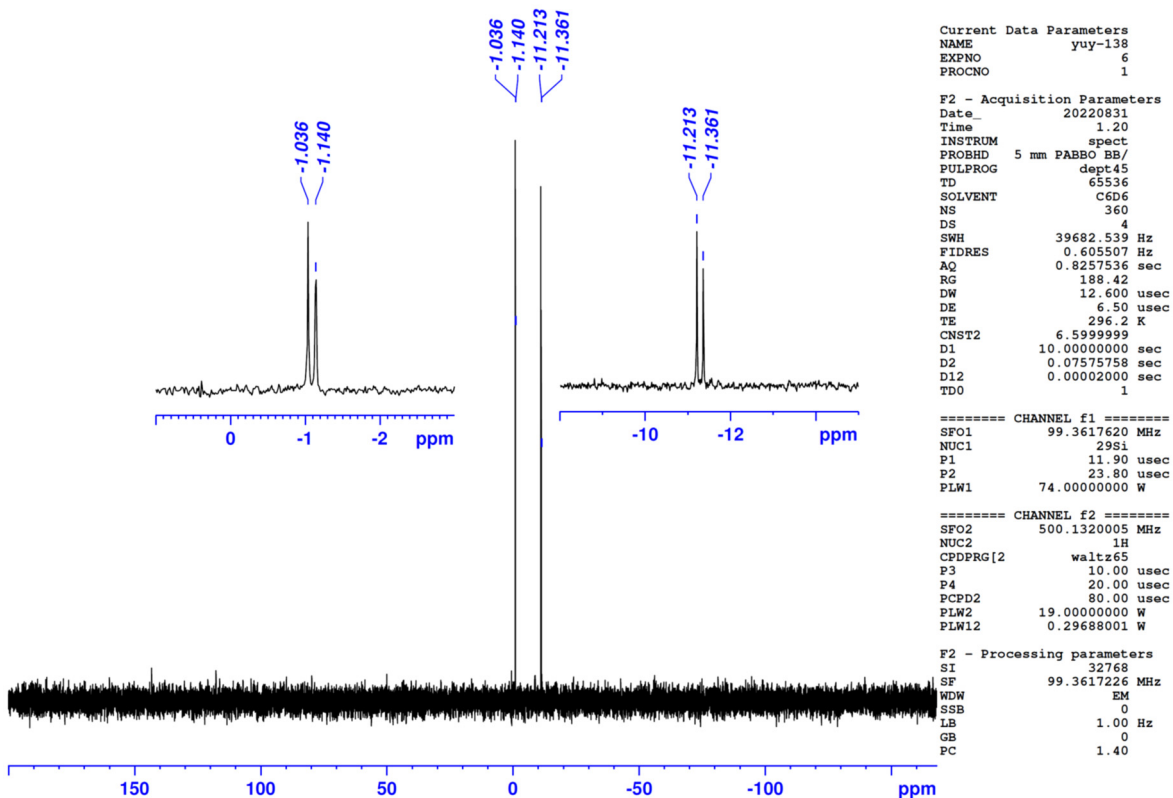 -1.036
-1.140
-11.213
-11.361
-1.036
-1.140
-11.213
-11.361
0 -1 -2 ppm
-10 -12 ppm
150 100 50 0 -50 -100 ppm
Current Data Parameters
NAME yuy-138
EXPNO 6
PROCNO 1
F2 - Acquisition Parameters
Date_ 20220831
Time 1.20
INSTRUM spect
PROBHD 5 mm PABBO BB/
PULPROG dept45
TD 65536
SOLVENT C6D6
NS 360
DS 4
SWH 39682.539 Hz
FIDRES 0.605507 Hz
AQ 0.8257536 sec
RG 188.42
DW 12.600 usec
DE 6.50 usec
TE 296.2 K
CNST2 6.5999999
D1 10.00000000 sec
D2 0.07575758 sec
D12 0.00002000 sec
TD0 1
======== CHANNEL f1 ========
SFO1 99.3617620 MHz
NUC1 29Si
P1 11.90 usec
P2 23.80 usec
PLW1 74.00000000 W
======== CHANNEL f2 ========
SFO2 500.1320005 MHz
NUC2 1H
CPDPRG[2 waltz65
P3 10.00 usec
P4 20.00 usec
PCPD2 80.00 usec
PLW2 19.00000000 W
PLW12 0.29688001 W
F2 - Processing parameters
SI 32768
SF 99.3617226 MHz
WDW EM
SSB 0
LB 1.00 Hz
GB 0
PC 1.40